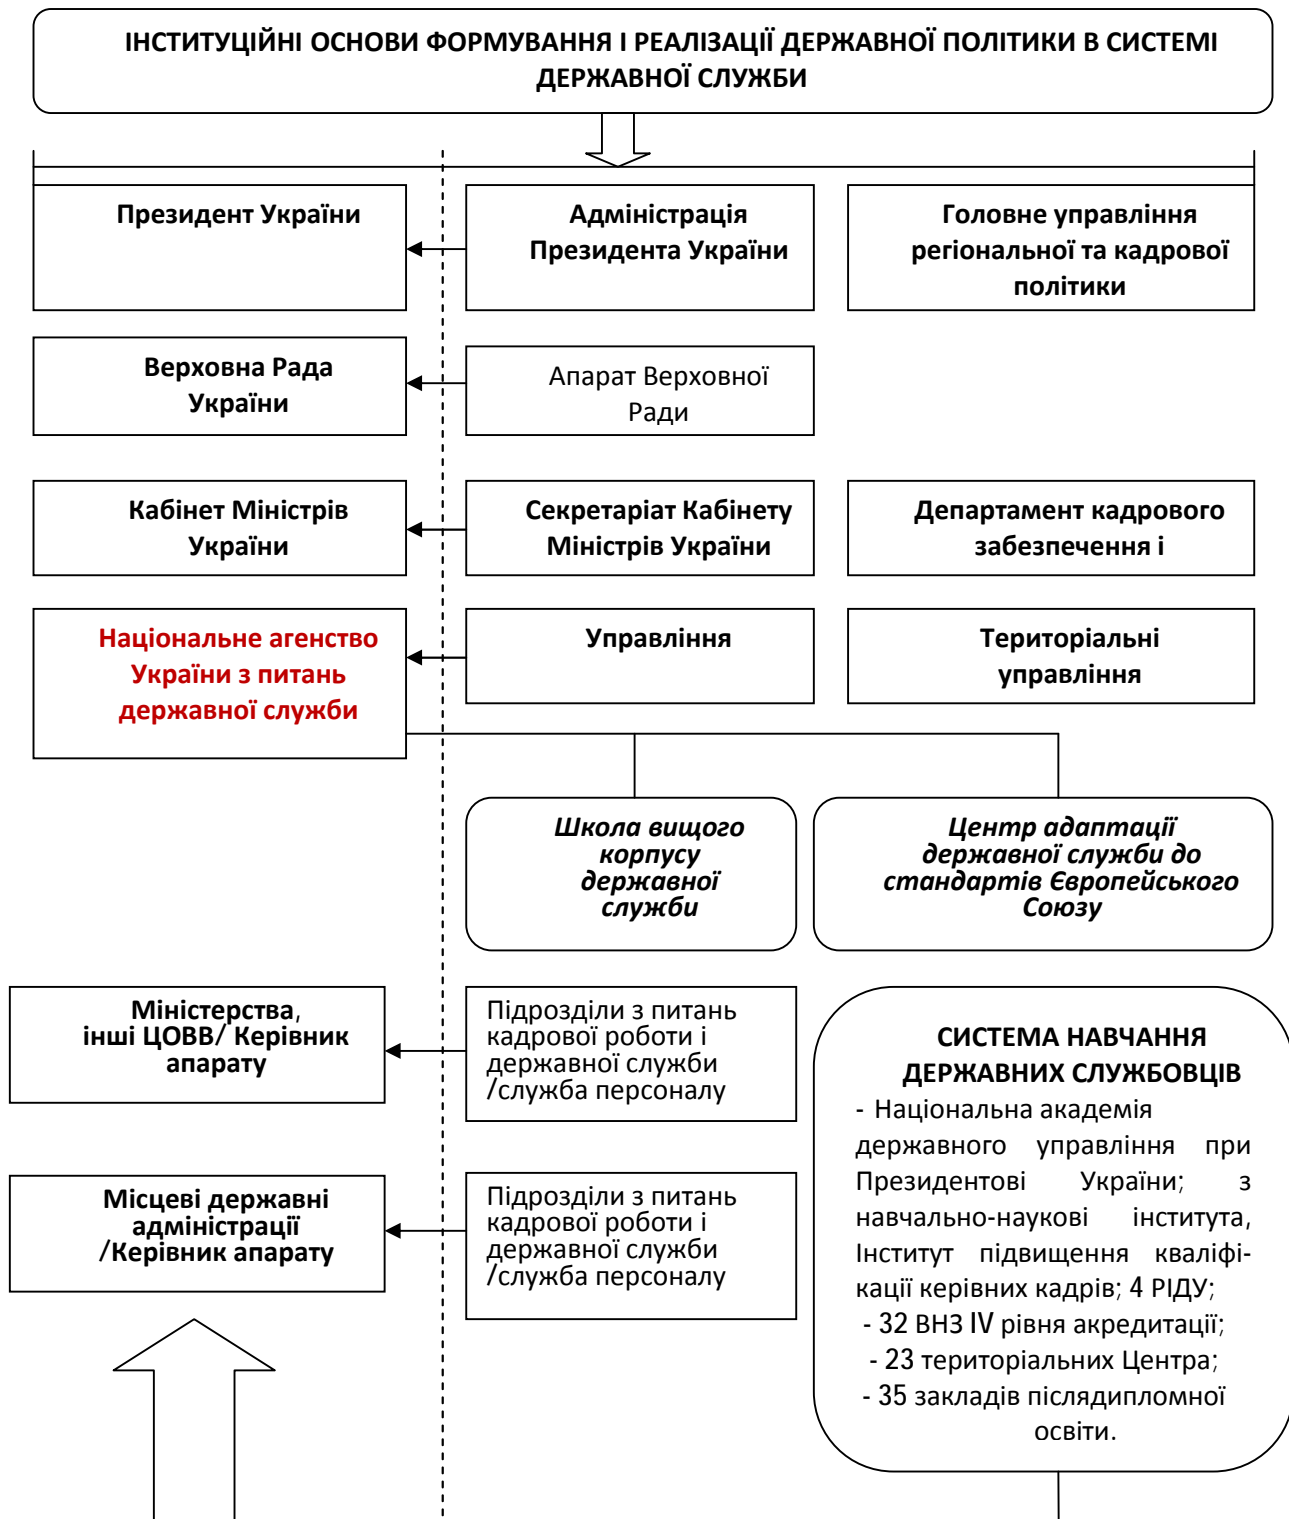 ІНСТИТУЦІЙНІ ОСНОВИ ФОРМУВАННЯ І РЕАЛІЗАЦІЇ ДЕРЖАВНОЇ ПОЛІТИКИ В СИСТЕМІ
ДЕРЖАВНОЇ СЛУЖБИ
Президент України
Адміністрація
Президента України
Головне управління
регіональної та кадрової
політики
Верховна Рада
України
Апарат Верховної
Ради
Кабінет Міністрів
України
Секретаріат Кабінету
Міністрів України
Департамент кадрового
забезпечення і
Національне агенство
України з питань
державної служби
Управління
Територіальні
управління
Школа вищого
корпусу
державної
служби
Центр адаптації
державної служби до
стандартів Європейського
Союзу
Міністерства,
інші ЦОВВ/ Керівник
апарату
Підрозділи з питань
кадрової роботи і
державної служби
/служба персоналу
Місцеві державні
адміністрації
/Керівник апарату
Підрозділи з питань
кадрової роботи і
державної служби
/служба персоналу
СИСТЕМА НАВЧАННЯ
ДЕРЖАВНИХ СЛУЖБОВЦІВ
- Національна академія
державного управління при
Президентові України; з
навчально-наукові інститута,
Інститут підвищення кваліфі-
кації керівних кадрів; 4 РІДУ;
- 32 ВНЗ IV рівня акредитації;
- 23 територіальних Центра;
- 35 закладів післядипломної
освіти.